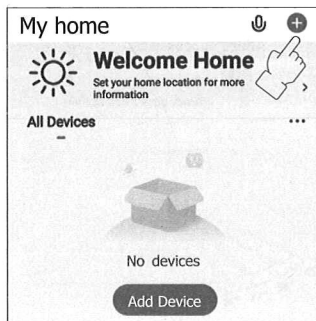 My home
Welcome Home
Set your home location for more
information
All Devices
No devices
Add Device